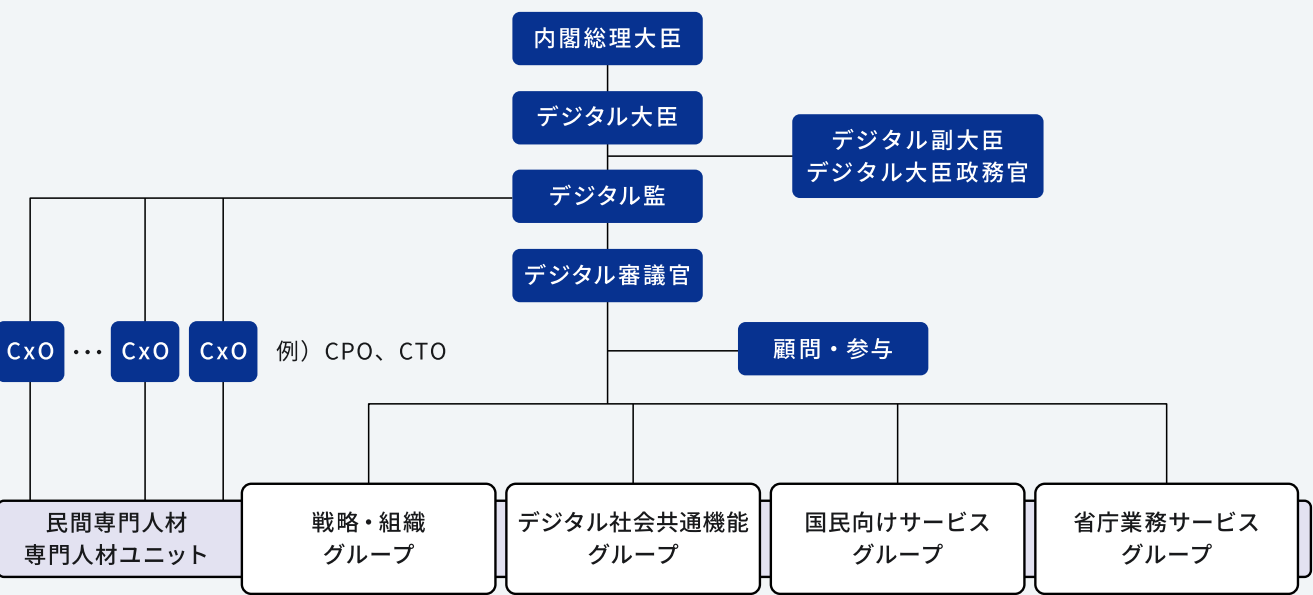 内閣総理大臣
デジタル大臣
デジタル副大臣
デジタル大臣政務官
デジタル監
デジタル審議官
CxO ・・・ CxO CxO 例）CPO、CTO
顧問・参与
民間専門人材
専門人材ユニット
戦略・組織
グループ
デジタル社会共通機能
グループ
国民向けサービス
グループ
省庁業務サービス
グループ